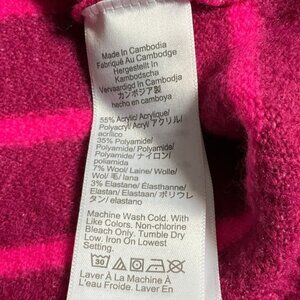 Made In Cambodia
Fabriqué Au Cambodge
Hergestellt In
Kambodscha
Vervaardigd In Cambodja
カンボジア製
hecho en camboya
55% Acrylic/ Acrylique/
Polyacryl/ Acryl/ アクリル/
acrílico
35% Polyamide/
Polyamide/ Polyamide/
Polyamide/ ナイロン/
poliamida
7% Wool/ Laine/ Wolle/
Wol/ 毛/ lana
3% Elastane/ Élasthanne/
Elastan/ Elastaan/ ポリウレ
タン/ elastano
Machine Wash Cold. With
Like Colors. Non-chlorine
Bleach Only. Tumble Dry
Low. Iron On Lowest
Setting.
30
Laver À La Machine À
L'eau Froide. Laver En